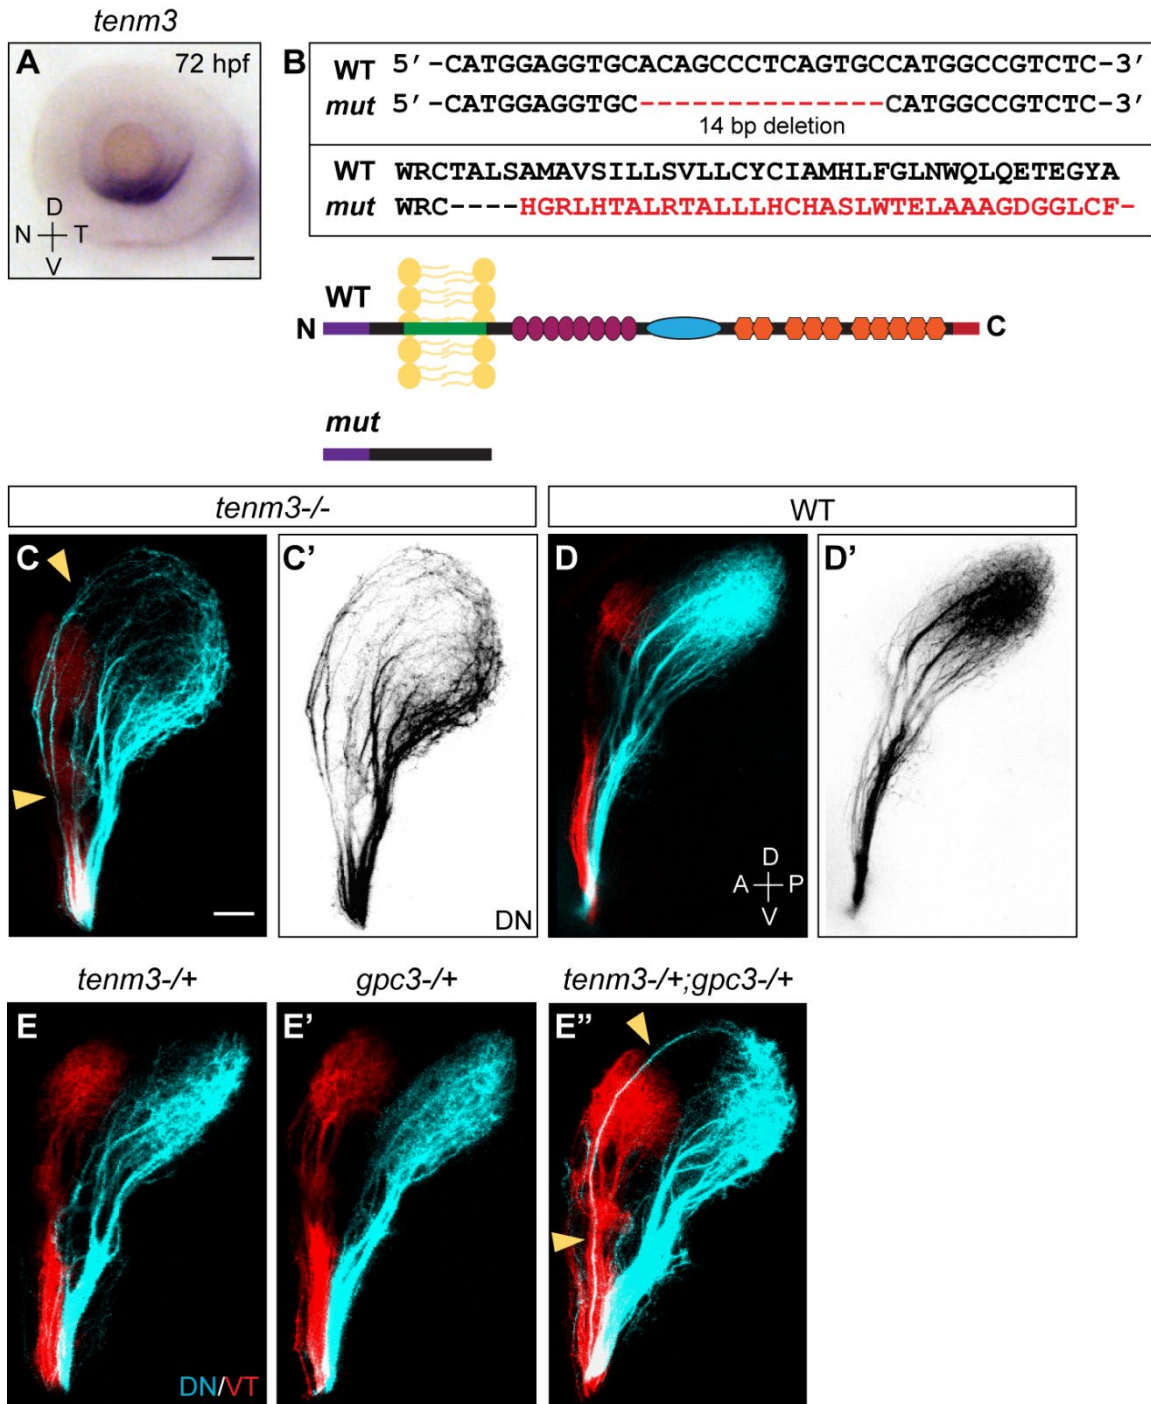 tenm3
A
72 hpf
D
N
T
V
B
WT 5'-CATGGAGGTGCACAGCCCTCAGTGCCATGGCCGTCTC-3'
mut 5'-CATGGAGGTGC--------------CATGGCCGTCTC-3'
14 bp deletion
WT WRCTALSAMAVSILLSVLLCYCIAMHLFGLNWQLQETEGYA
mut WRC----HGRLHTALRTALLLHCHASLWTELAAAGDGGLCF-
WT
N
C
mut
tenm3-/-
WT
C
C'
DN
D
D
A
P
V
D'
tenm3-/+
gpc3-/+
tenm3-/+;gpc3-/+
E
DN/VT
E'
E"